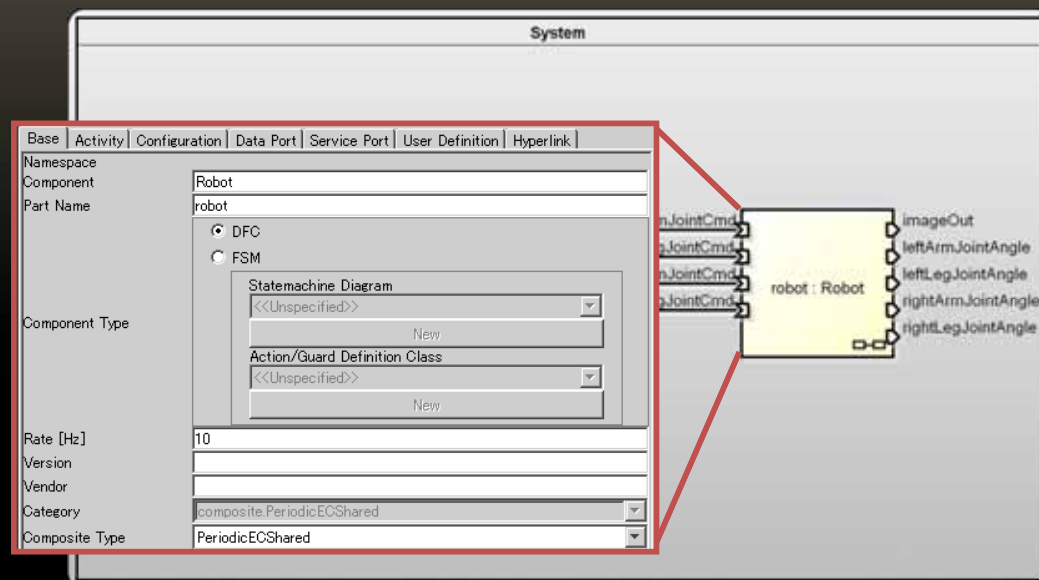 System
Base Activity Configuration Data Port Service Port User Definition Hyperlink
Namespace
Component Robot
Part Name robot
DFC
FSM
Statemachine Diagram
<<Unspecified>>
New
Component Type
Action/Guard Definition Class
<<Unspecified>>
New
Rate [Hz] 10
Version
Vendor
Category composite.PeriodicECShared
Composite Type PeriodicECShared
robot : Robot
imageOut
leftArmJointAngle
leftLegJointAngle
rightArmJointAngle
rightLegJointAngle